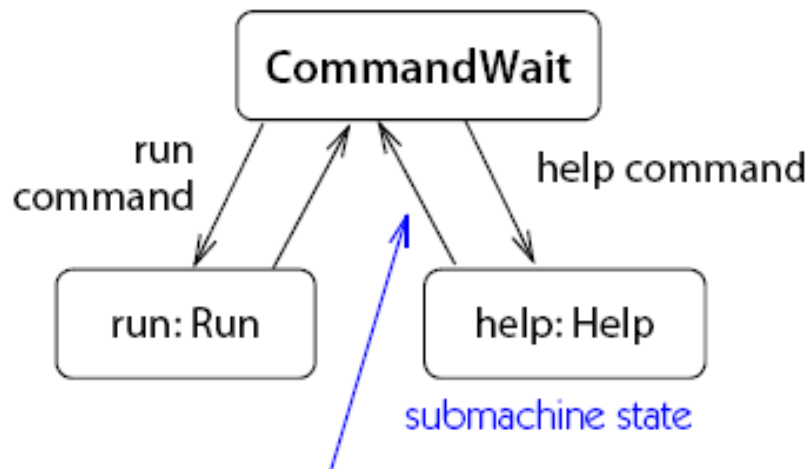 CommandWait
run
command
help command
run: Run
help: Help
submachine state